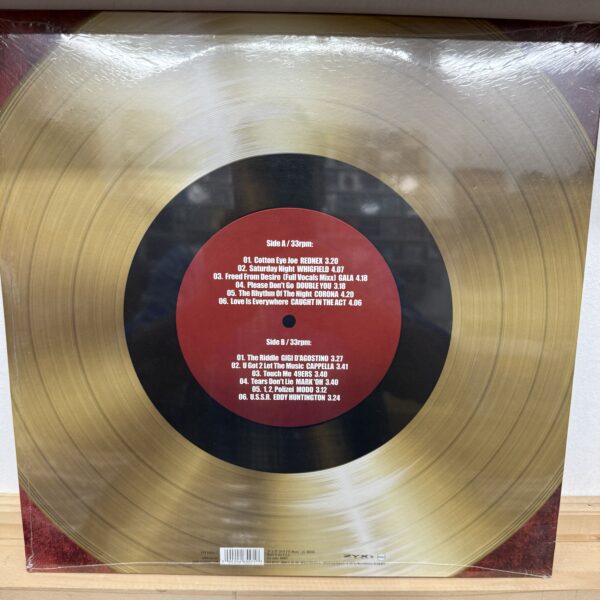 Side A / 33rpm:
01. Cotton Eye Joe REDNEX 3.20
02. Saturday Night WHIGFIELD 4.07
03. Freed From Desire (Full Vocals Mixx) GALA 4.18
04. Please Don't Go DOUBLE YOU 3.18
05. The Rhythm Of The Night CORONA 4.20
06. Love Is Everywhere CAUGHT IN THE ACT 4.06
Side B / 33rpm:
01. The Riddle GIGI D'AGOSTINO 3.27
02. U Got 2 Let The Music CAPPELLA 3.41
03. Touch Me 49ERS 3.40
04. Tears Don't Lie MARK 'OH 3.40
05. 1, 2, Polizei MODO 3.12
06. U.S.S.R. EDDY HUNTINGTON 3.24
ZYX